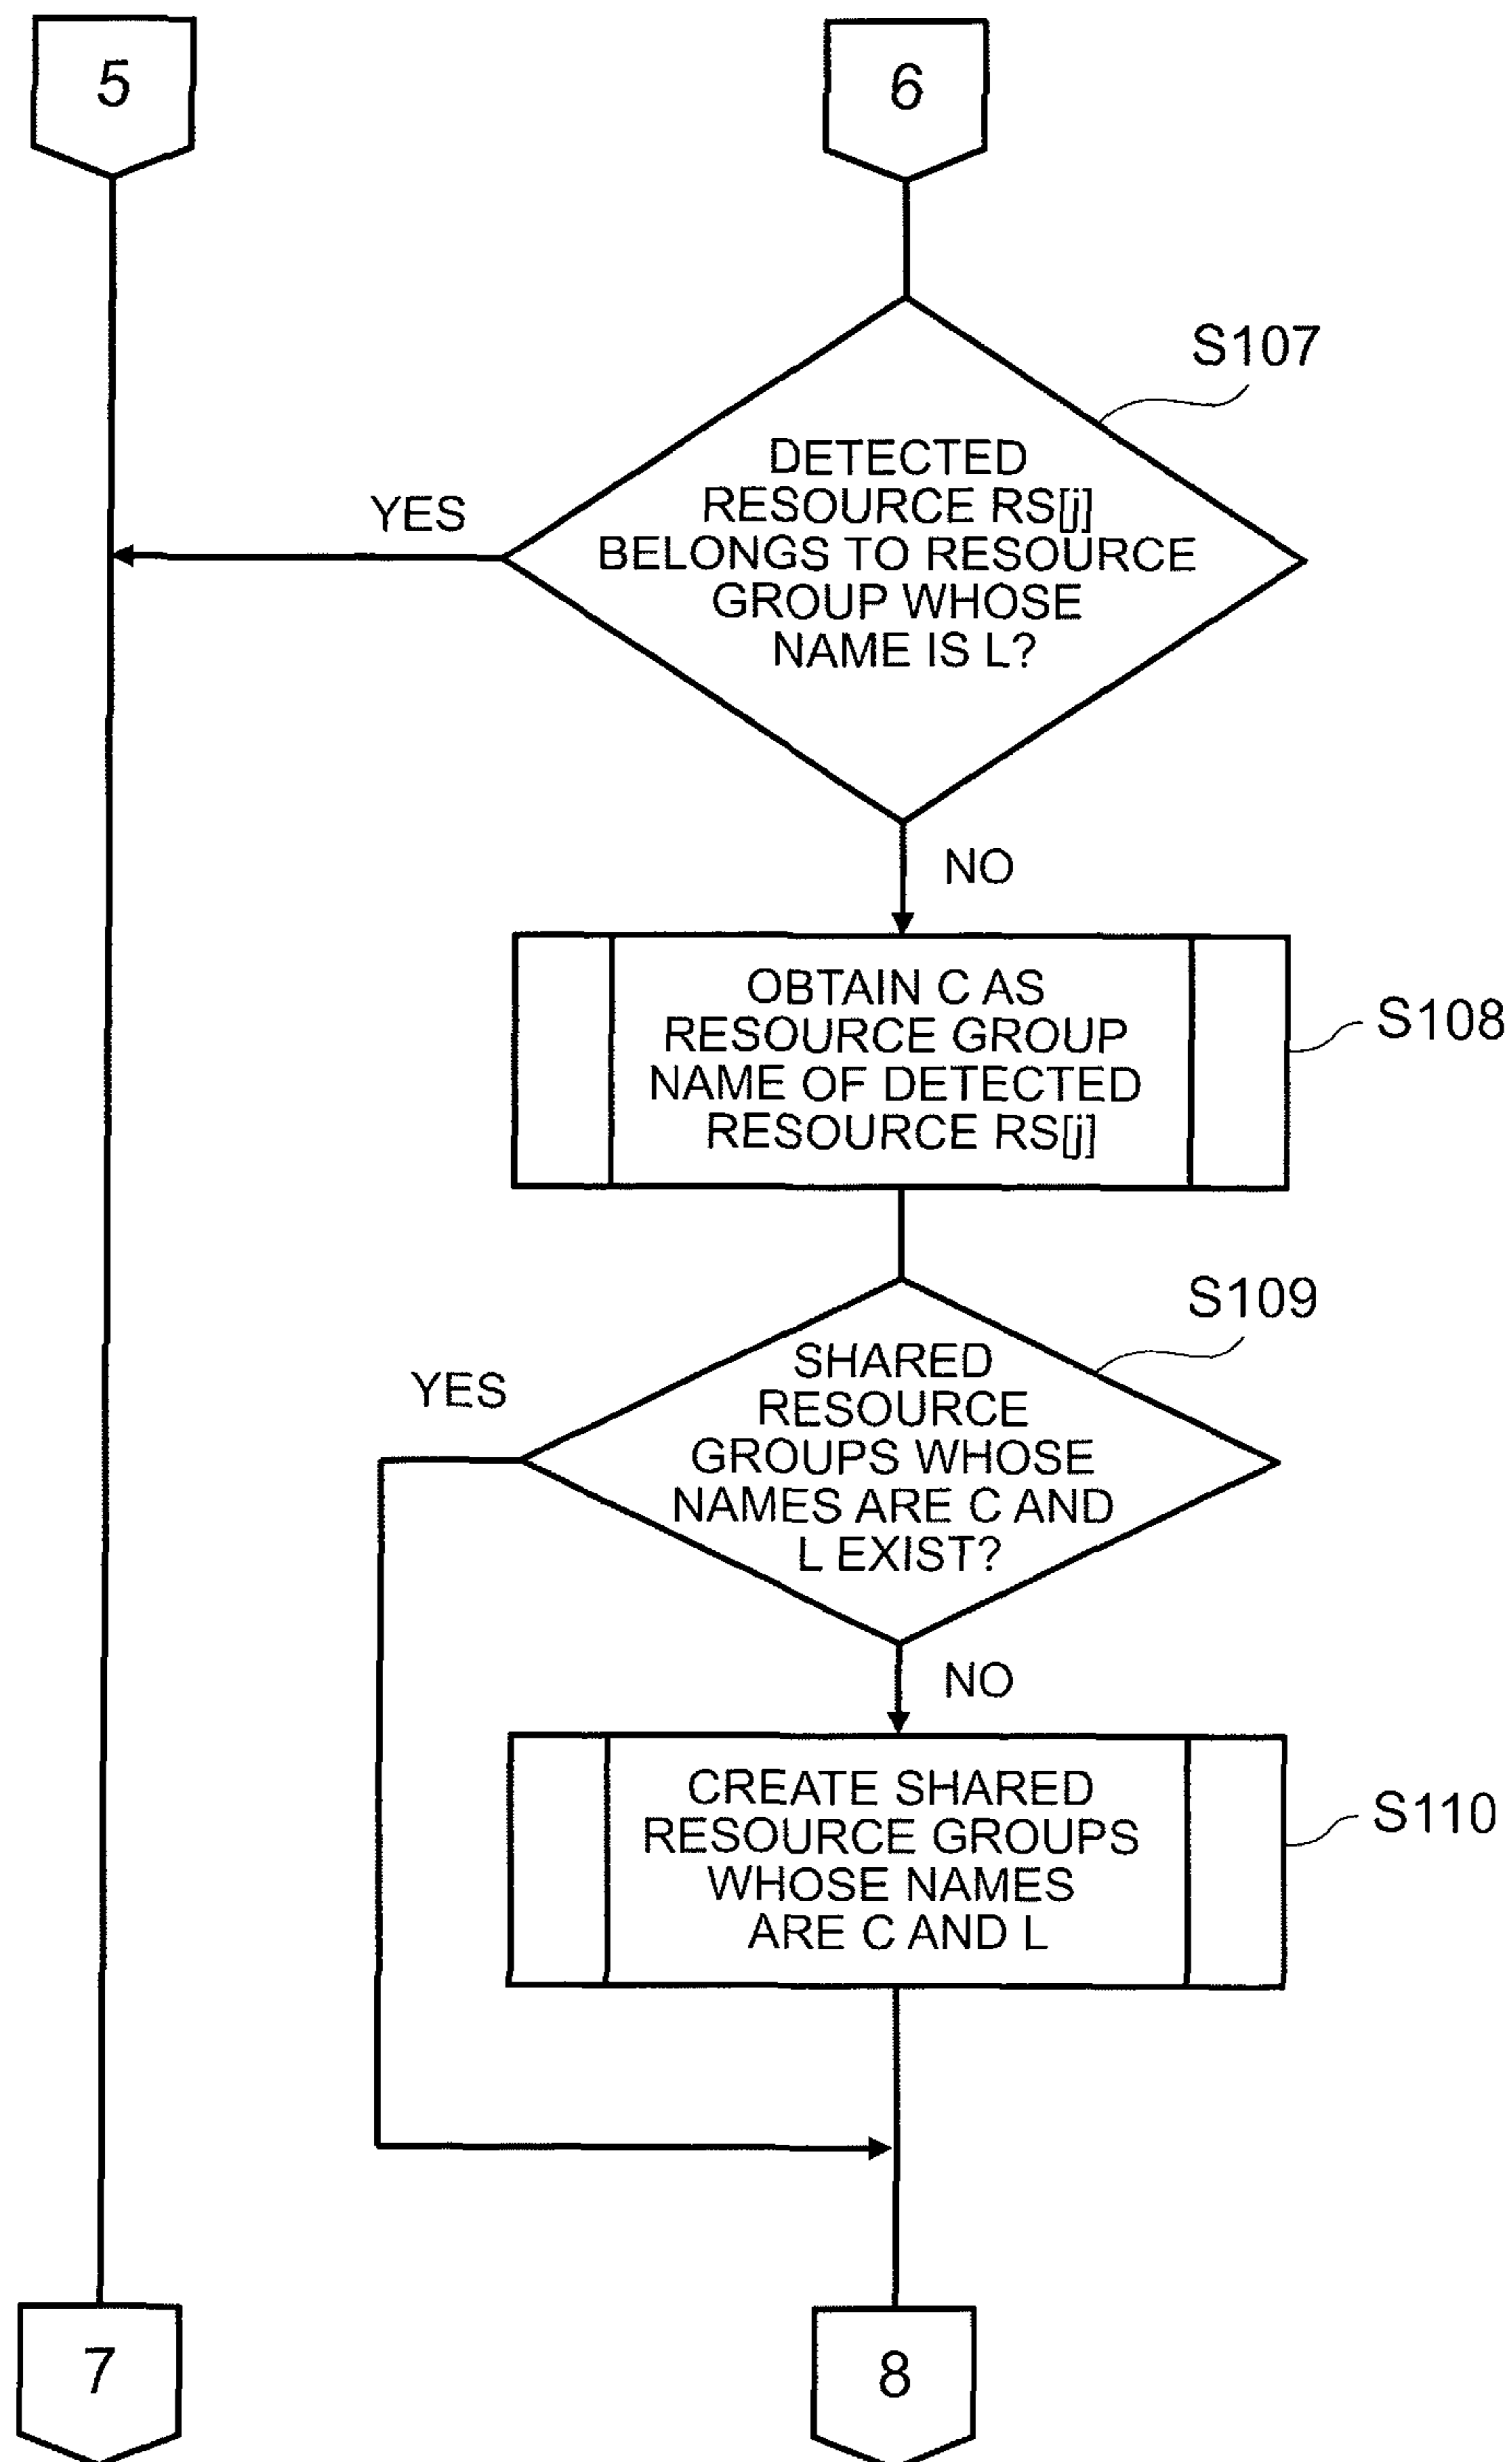 5
6
S107
DETECTED
RESOURCE RS[j]
BELONGS TO RESOURCE
GROUP WHOSE
NAME IS L?
YES
NO
OBTAIN C AS
RESOURCE GROUP
NAME OF DETECTED
RESOURCE RS[j]
S108
S109
SHARED
RESOURCE
GROUPS WHOSE
NAMES ARE C AND
L EXIST?
YES
NO
CREATE SHARED
RESOURCE GROUPS
WHOSE NAMES
ARE C AND L
S110
7
8